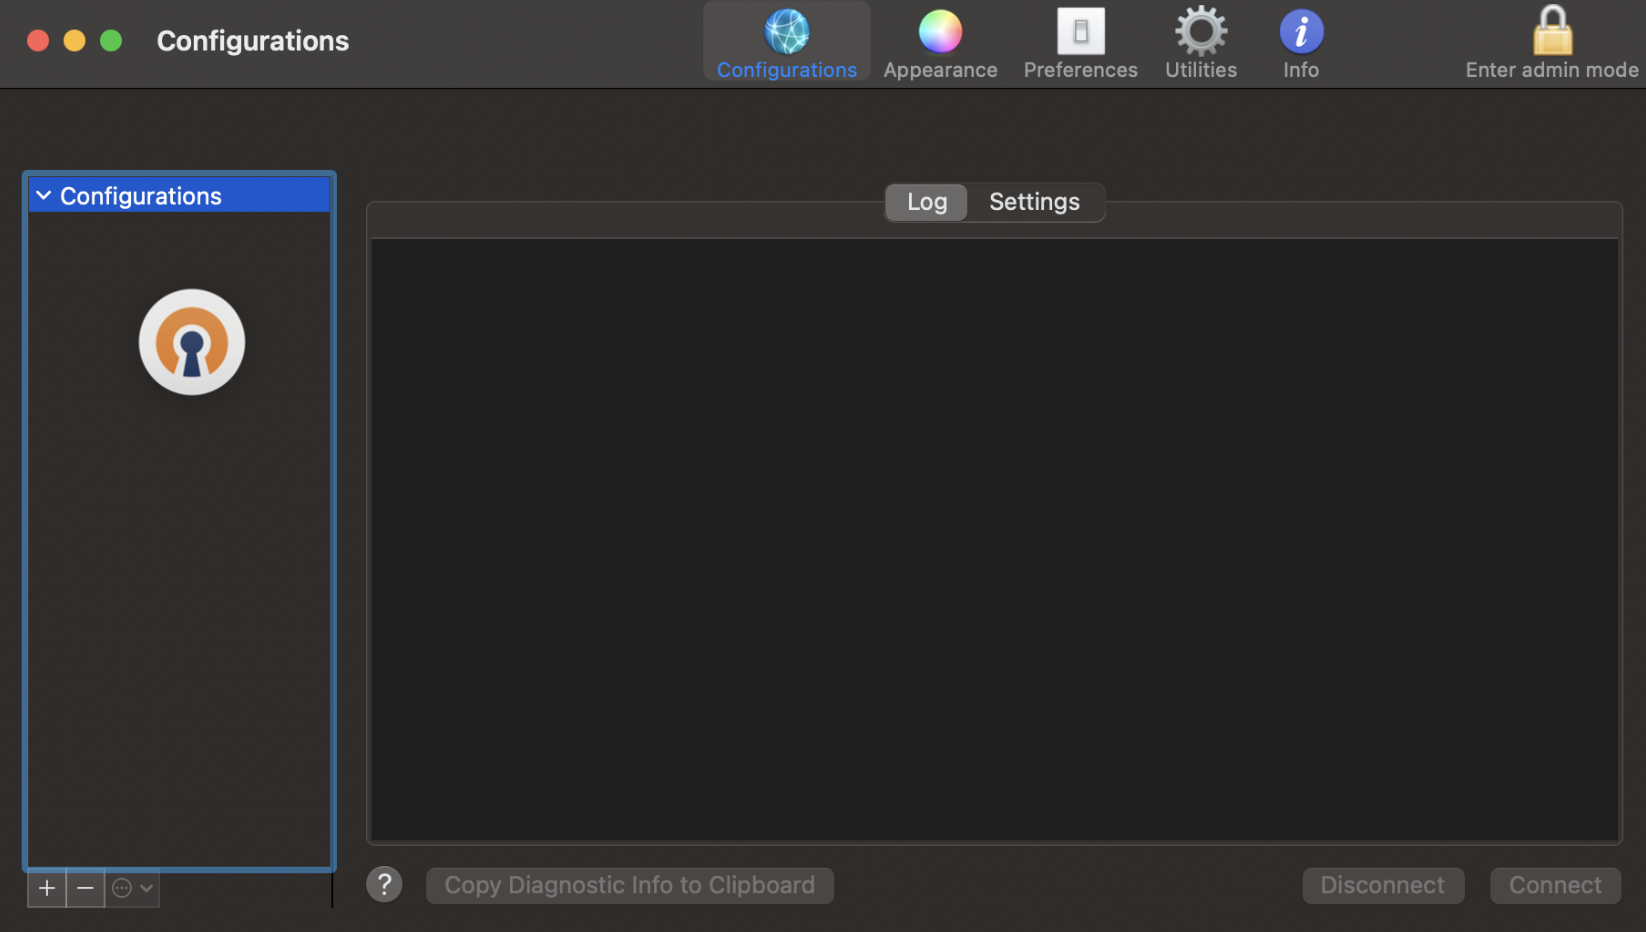 Configurations
Configurations
Appearance
Preferences
Utilities
Info
Enter admin mode
Configurations
Log
Settings
?
Copy Diagnostic Info to Clipboard
Disconnect
Connect